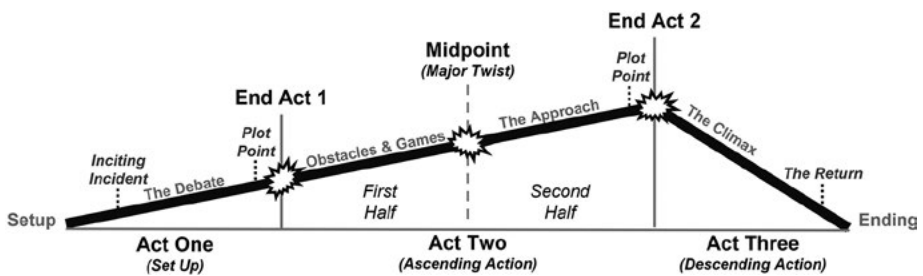 End Act 2
Midpoint
(Major Twist)
Plot
Point
End Act 1
The Approach
The Climax
Plot
Point
Obstacles & Games
Inciting
Incident
The Debate
The Return
First
Half
Second
Half
Setup
Ending
Act One
(Set Up)
Act Two
(Ascending Action)
Act Three
(Descending Action)